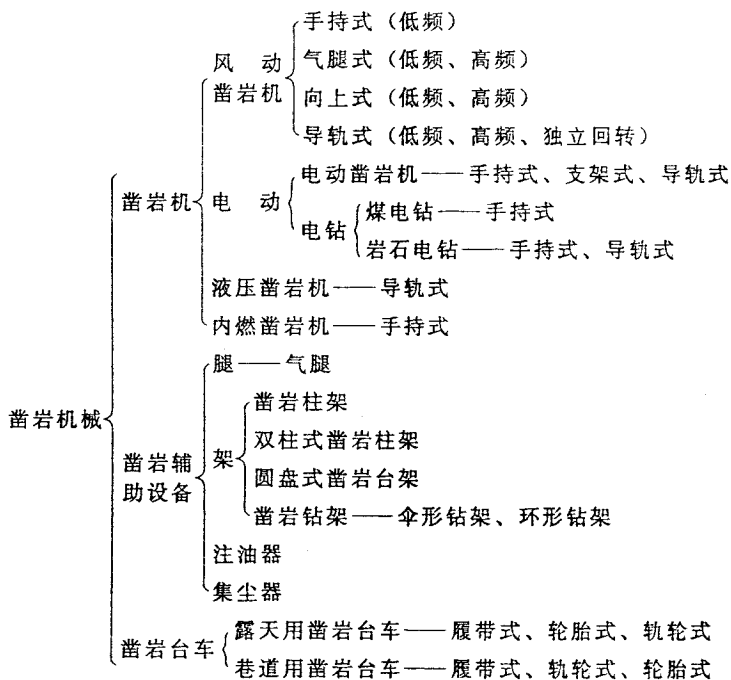 手持式（低频）
风 动
气腿式（低频、高频）
凿岩机
向上式（低频、高频）
导轨式（低频、高频、独立回转）
电动凿岩机——手持式、支架式、导轨式
凿岩机
电 动
煤电钻——手持式
电钻
岩石电钻——手持式、导轨式
液压凿岩机——导轨式
内燃凿岩机——手持式
腿——气腿
凿岩机械
凿岩柱架
双柱式凿岩柱架
凿岩辅
助设备
架
圆盘式凿岩台架
凿岩钻架——伞形钻架、环形钻架
注油器
集尘器
凿岩台车
露天用凿岩台车——履带式、轮胎式、轨轮式
巷道用凿岩台车——履带式、轨轮式、轮胎式